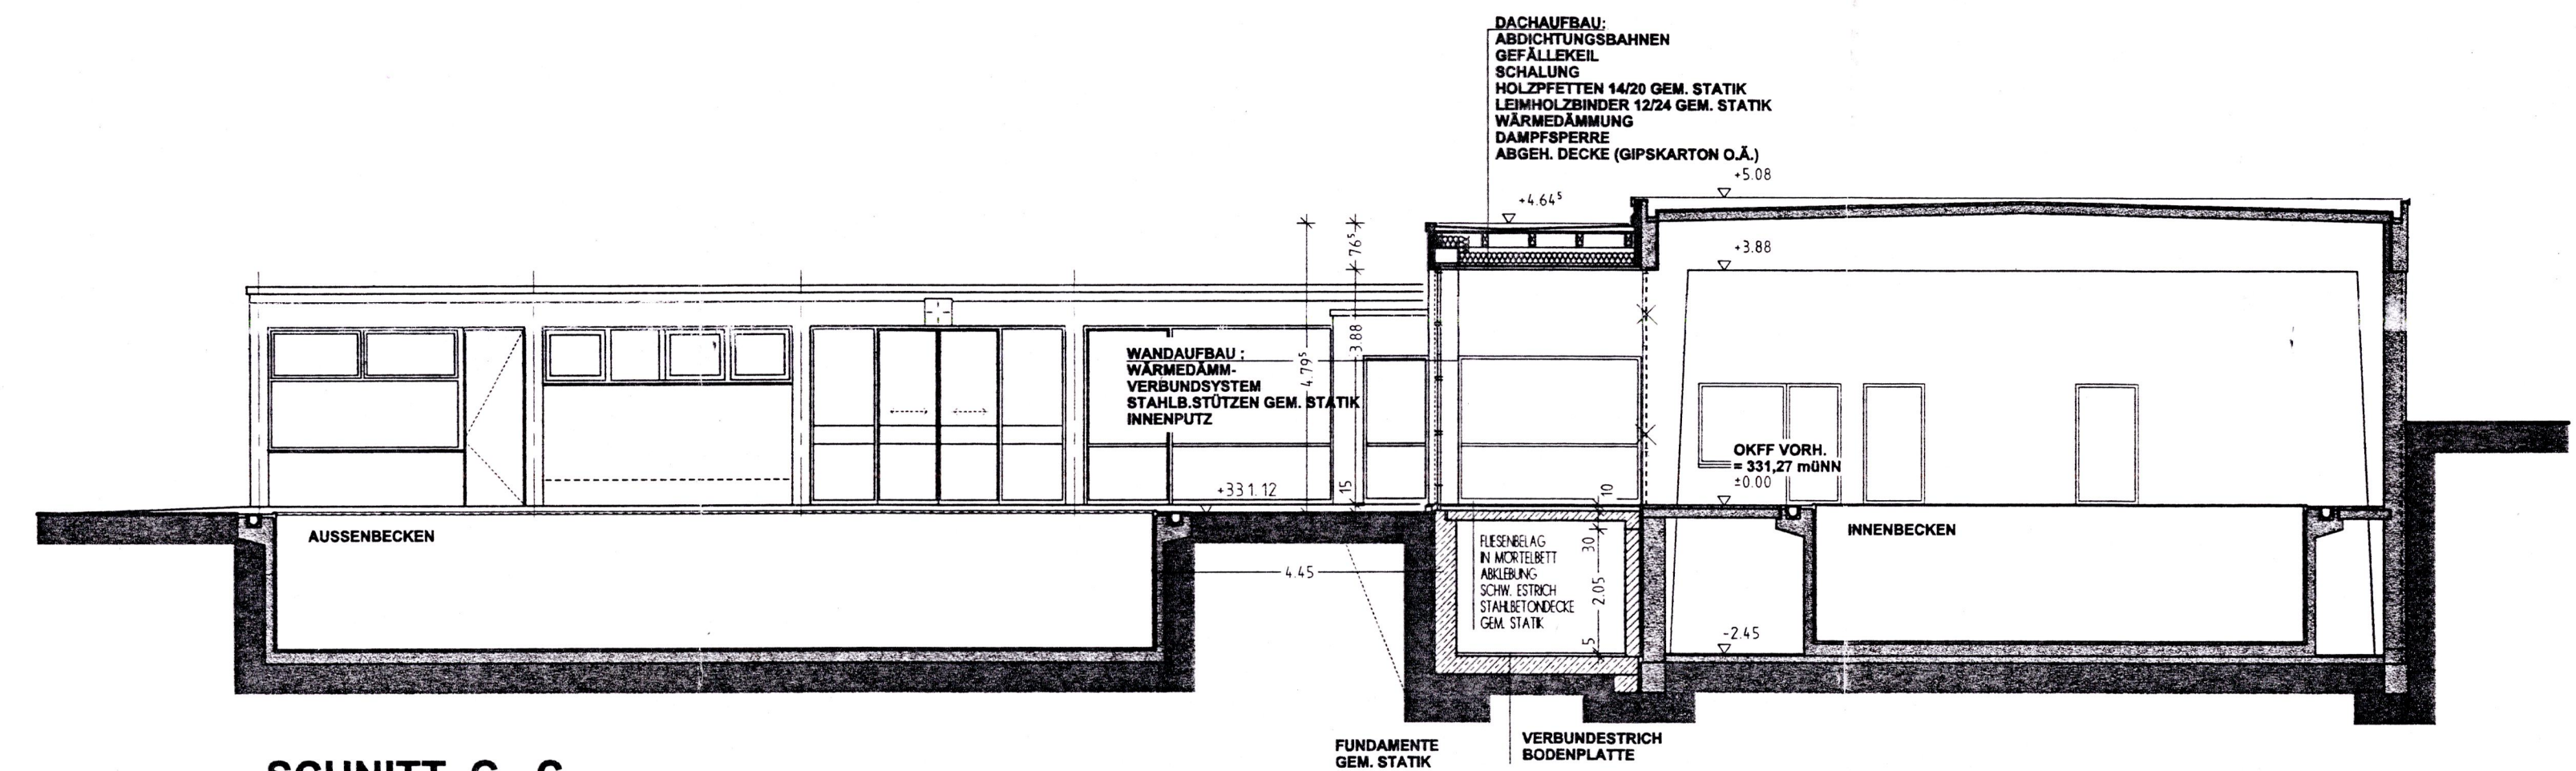 DACHAUFBAU:
ABDICHTUNGSBAHNEN
GEFÄLLEKEIL
SCHALUNG
HOLZPFETTEN 14/20 GEM. STATIK
LEIMHOLZBINDER 12/24 GEM. STATIK
WÄRMEDÄMMUNG
DAMPFSPERRE
ABGEH. DECKE (GIPSKARTON O.Ä.)
+5.08
+4.64⁵
76⁵
+3.88
3.88
4.79⁵
WANDAUFBAU :
WÄRMEDÄMM-
VERBUNDSYSTEM
STAHLB.STÜTZEN GEM. STATIK
INNENPUTZ
OKFF VORH.
= 331,27 müNN
±0.00
+331.12
15
10
AUSSENBECKEN
INNENBECKEN
FLIESENBELAG
IN MÖRTELBETT
ABKLEBUNG
SCHW. ESTRICH
STAHLBETONDECKE
GEM. STATIK
30
2.05
5
4.45
-2.45
FUNDAMENTE
GEM. STATIK
VERBUNDESTRICH
BODENPLATTE
SCHNITT